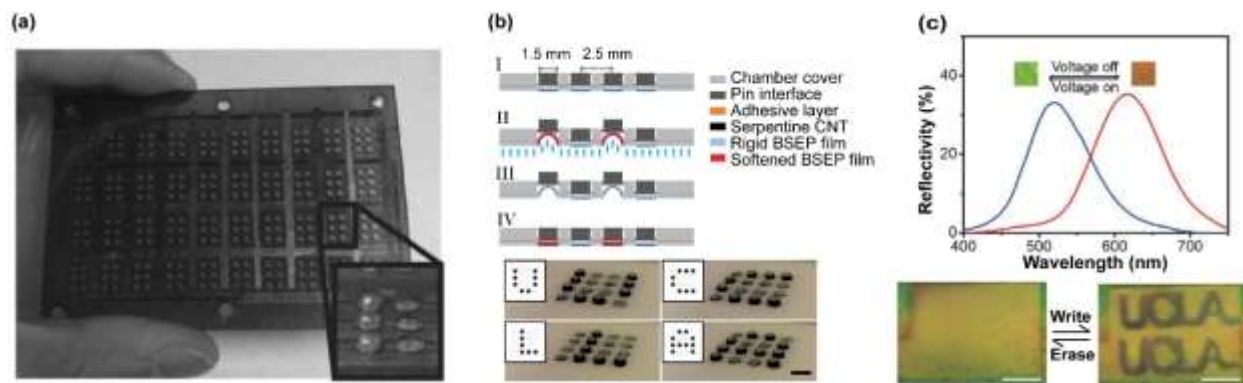 (a)
(b)
1.5 mm
2.5 mm
I
II
III
IV
Chamber cover
Pin interface
Adhesive layer
Serpentine CNT
Rigid BSEP film
Softened BSEP film
(c)
50
40
20
0
Reflectivity (%)
Voltage off
Voltage on
400
500
600
700
Wavelength (nm)
Write
Erase
UCLA
UCLA